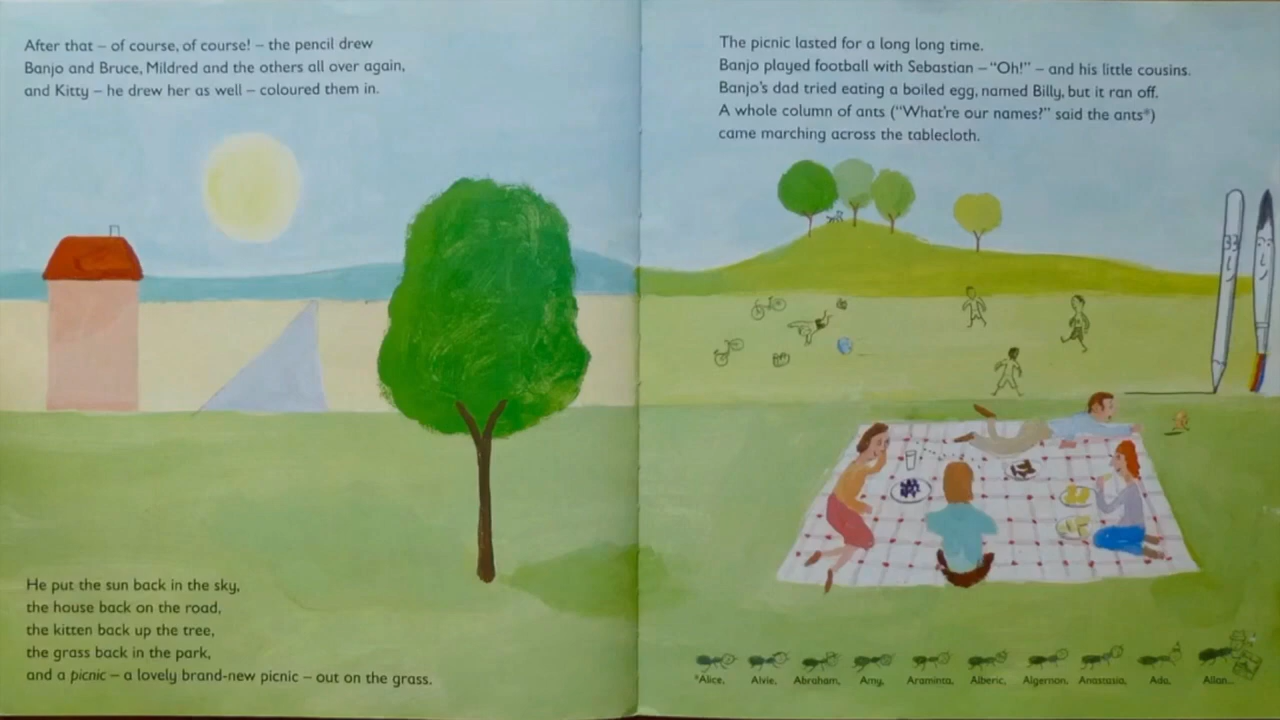 After that – of course, of course! – the pencil drew
Banjo and Bruce, Mildred and the others all over again,
and Kitty – he drew her as well – coloured them in.
He put the sun back in the sky,
the house back on the road,
the kitten back up the tree,
the grass back in the park,
and a picnic – a lovely brand-new picnic – out on the grass.
The picnic lasted for a long long time.
Banjo played football with Sebastian – “Oh!” – and his little cousins.
Banjo’s dad tried eating a boiled egg, named Billy, but it ran off.
A whole column of ants (“What’re our names?” said the ants*)
came marching across the tablecloth.
*Alice, Alvie, Abraham, Amy, Araminta, Alberic, Algernon, Anastasia, Ada, Allan...